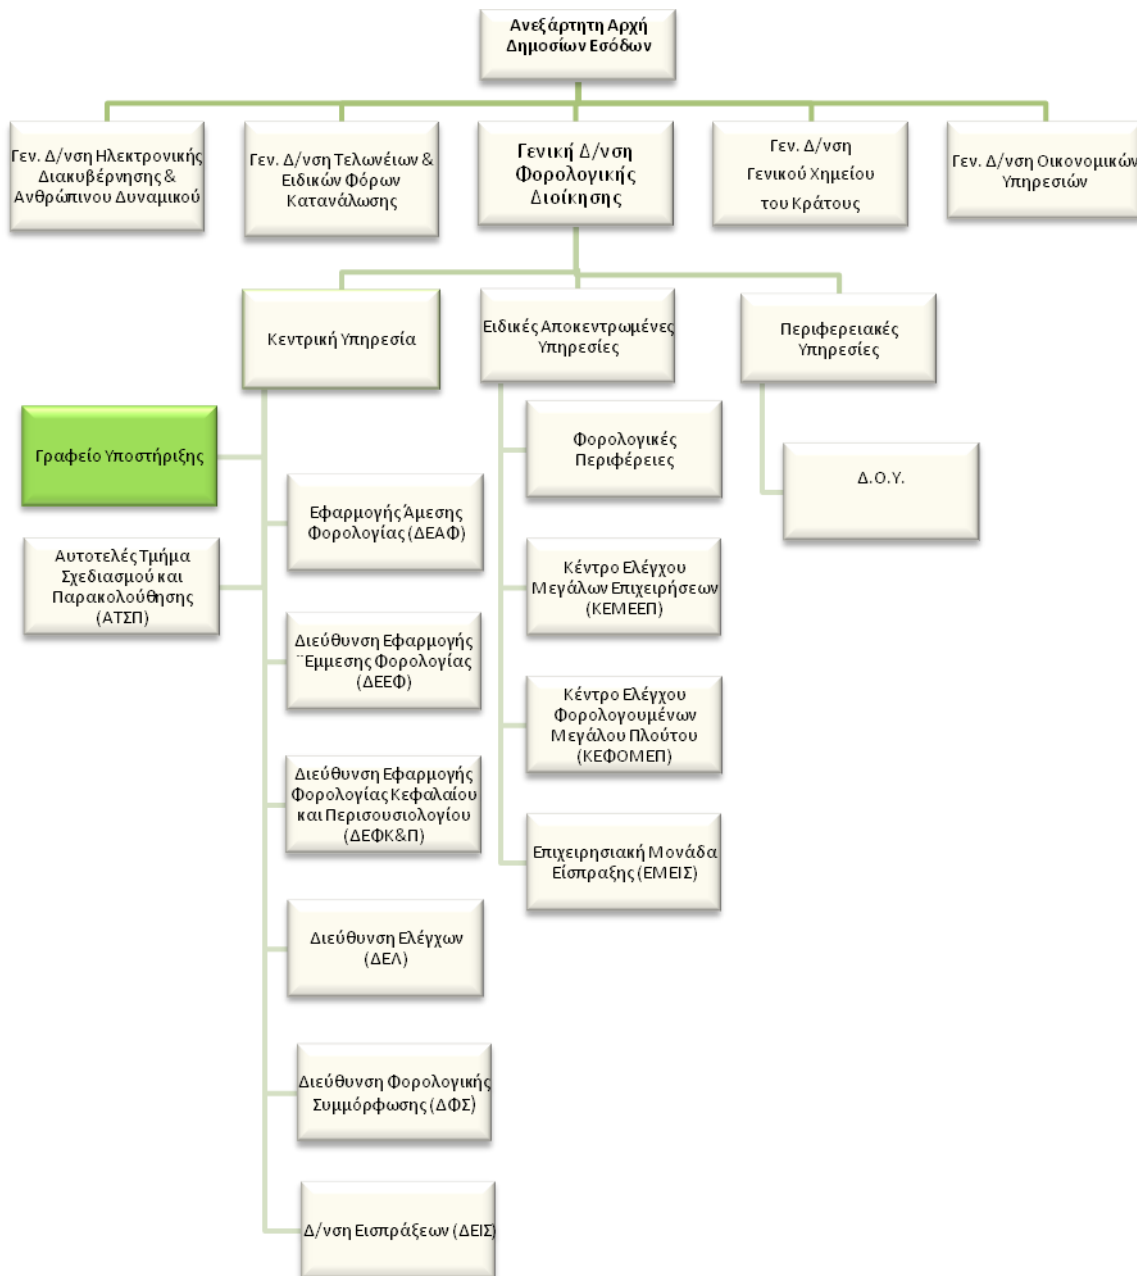 Ανεξάρτητη Αρχή
Δημοσίων Εσόδων
Γεν. Δ/νση Ηλεκτρονικής
Διακυβέρνησης &
Ανθρώπινου Δυναμικού
Γεν. Δ/νση Τελωνείων &
Ειδικών Φόρων
Κατανάλωσης
Γενική Δ/νση
Φορολογικής
Διοίκησης
Γεν. Δ/νση
Γενικού Χημείου
του Κράτους
Γεν. Δ/νση Οικονομικών
Υπηρεσιών
Κεντρική Υπηρεσία
Ειδικές Αποκεντρωμένες
Υπηρεσίες
Περιφερειακές
Υπηρεσίες
Γραφείο Υποστήριξης
Αυτοτελές Τμήμα
Σχεδιασμού και
Παρακολούθησης
(ΑΤΣΠ)
Εφαρμογής Άμεσης
Φορολογίας (ΔΕΑΦ)
Διεύθυνση Εφαρμογής
¨Εμμεσης Φορολογίας
(ΔΕΕΦ)
Διεύθυνση Εφαρμογής
Φορολογίας Κεφαλαίου
και Περισουσιολογίου
(ΔΕΦΚ&Π)
Διεύθυνση Ελέγχων
(ΔΕΛ)
Διεύθυνση Φορολογικής
Συμμόρφωσης (ΔΦΣ)
Δ/νση Εισπράξεων (ΔΕΙΣ)
Φορολογικές
Περιφέρειες
Κέντρο Ελέγχου
Μεγάλων Επιχειρήσεων
(ΚΕΜΕΕΠ)
Κέντρο Ελέγχου
Φορολογουμένων
Μεγάλου Πλούτου
(ΚΕΦΟΜΕΠ)
Επιχειρησιακή Μονάδα
Είσπραξης (ΕΜΕΙΣ)
Δ.Ο.Υ.